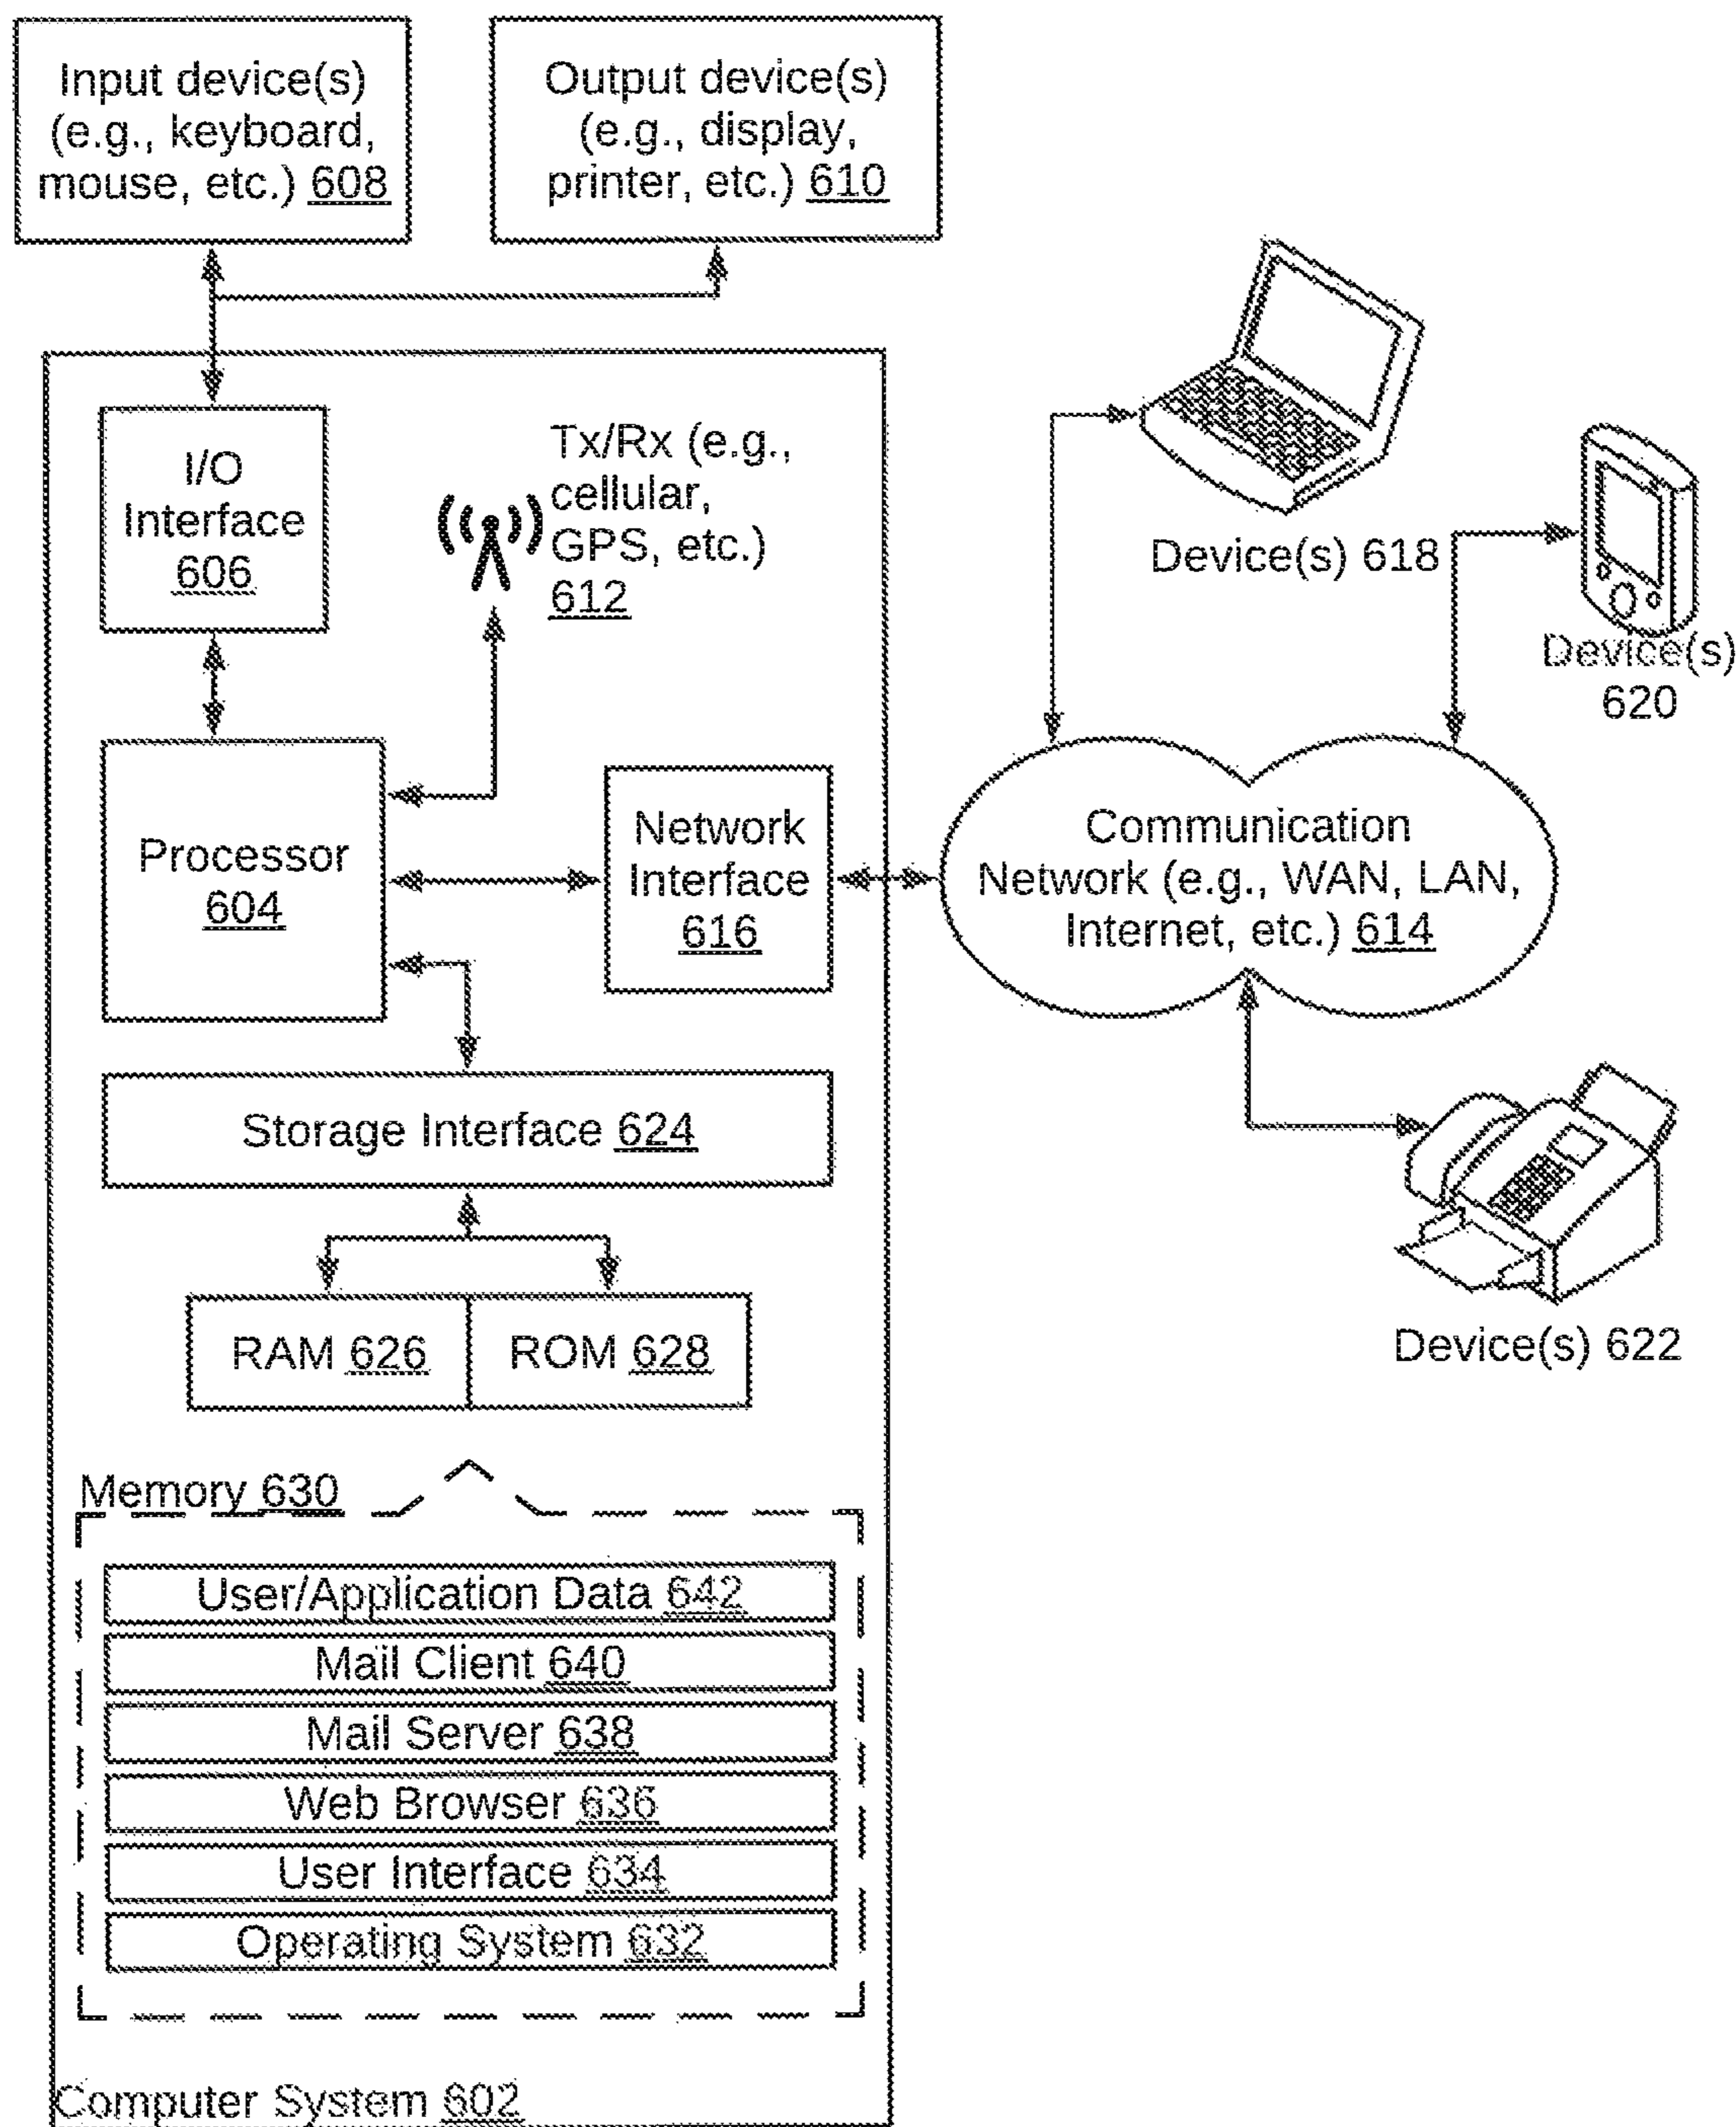 Input device(s)
(e.g., keyboard,
mouse, etc.) 608
Output device(s)
(e.g., display,
printer, etc.) 610
I/O
Interface
606
Tx/Rx (e.g.,
cellular,
GPS, etc.)
612
Device(s) 618
Device(s)
620
Processor
604
Network
Interface
616
Communication
Network (e.g., WAN, LAN,
Internet, etc.) 614
Storage Interface 624
RAM 626
ROM 628
Device(s) 622
Memory 630
User/Application Data 642
Mail Client 640
Mail Server 638
Web Browser 636
User Interface 634
Operating System 632
Computer System 602